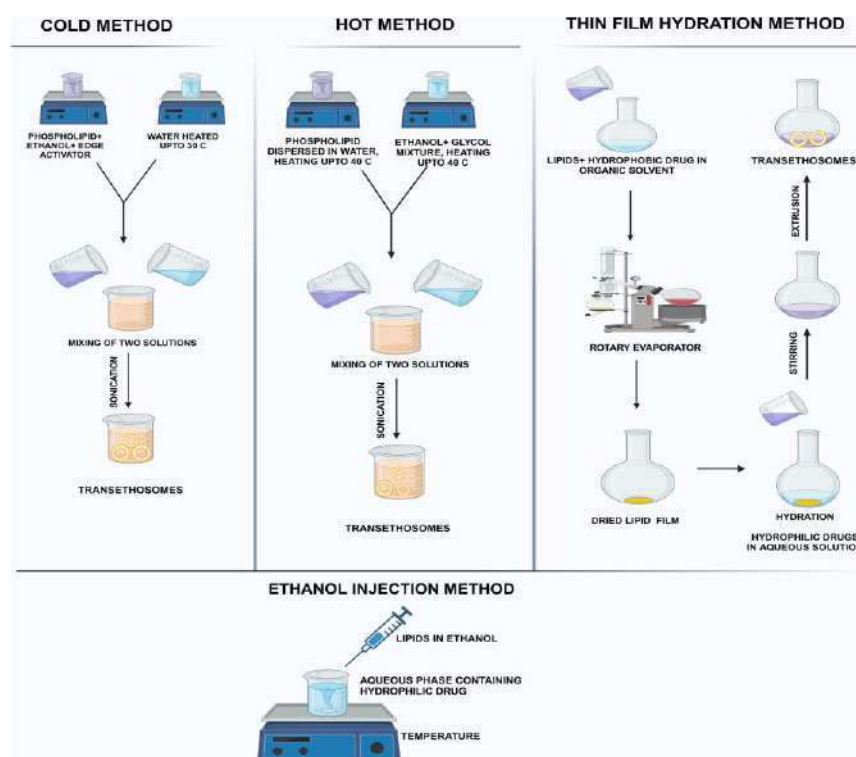 COLD METHOD
PHOSPHOLIPID+
ETHANOL+ EDGE
ACTIVATOR
WATER HEATED
UPTO 30 C
MIXING OF TWO SOLUTIONS
SONICATION
TRANSETHOSOMES
HOT METHOD
PHOSPHOLIPID
DISPERSED IN WATER,
HEATING UPTO 40 C
ETHANOL+ GLYCOL
MIXTURE, HEATING
UPTO 40 C
MIXING OF TWO SOLUTIONS
SONICATION
TRANSETHOSOMES
THIN FILM HYDRATION METHOD
LIPIDS+ HYDROPHOBIC DRUG IN
ORGANIC SOLVENT
ROTARY EVAPORATOR
DRIED LIPID FILM
HYDRATION
HYDROPHILIC DRUGS
IN AQUEOUS SOLUTION
STIRRING
EXTRUSION
TRANSETHOSOMES
ETHANOL INJECTION METHOD
LIPIDS IN ETHANOL
AQUEOUS PHASE CONTAINING
HYDROPHILIC DRUG
TEMPERATURE